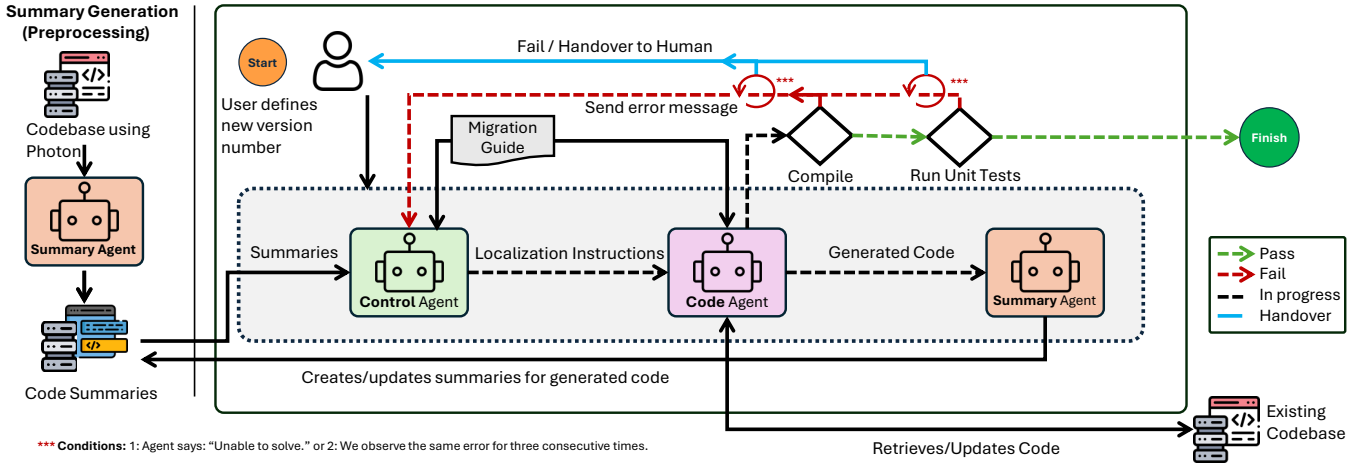 Summary Generation
(Preprocessing)
Codebase using
Photon
Summary Agent
Code Summaries
Start
User defines
new version
number
Fail / Handover to Human
***
***
Send error message
Migration
Guide
Compile
Run Unit Tests
Finish
Summaries
Control Agent
Localization Instructions
Code Agent
Generated Code
Summary Agent
Pass
Fail
In progress
Handover
Creates/updates summaries for generated code
Retrieves/Updates Code
Existing
Codebase
*** Conditions: 1: Agent says: “Unable to solve.” or 2: We observe the same error for three consecutive times.